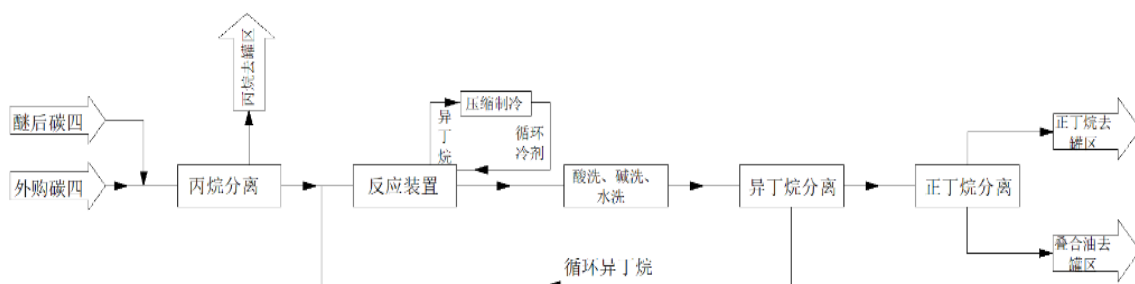 丙烷去罐区
醚后碳四
外购碳四
丙烷分离
异丁烷
压缩制冷
循环
冷剂
反应装置
酸洗、碱洗、
水洗
异丁烷分离
循环异丁烷
正丁烷分离
正丁烷去
罐区
叠合油去
罐区